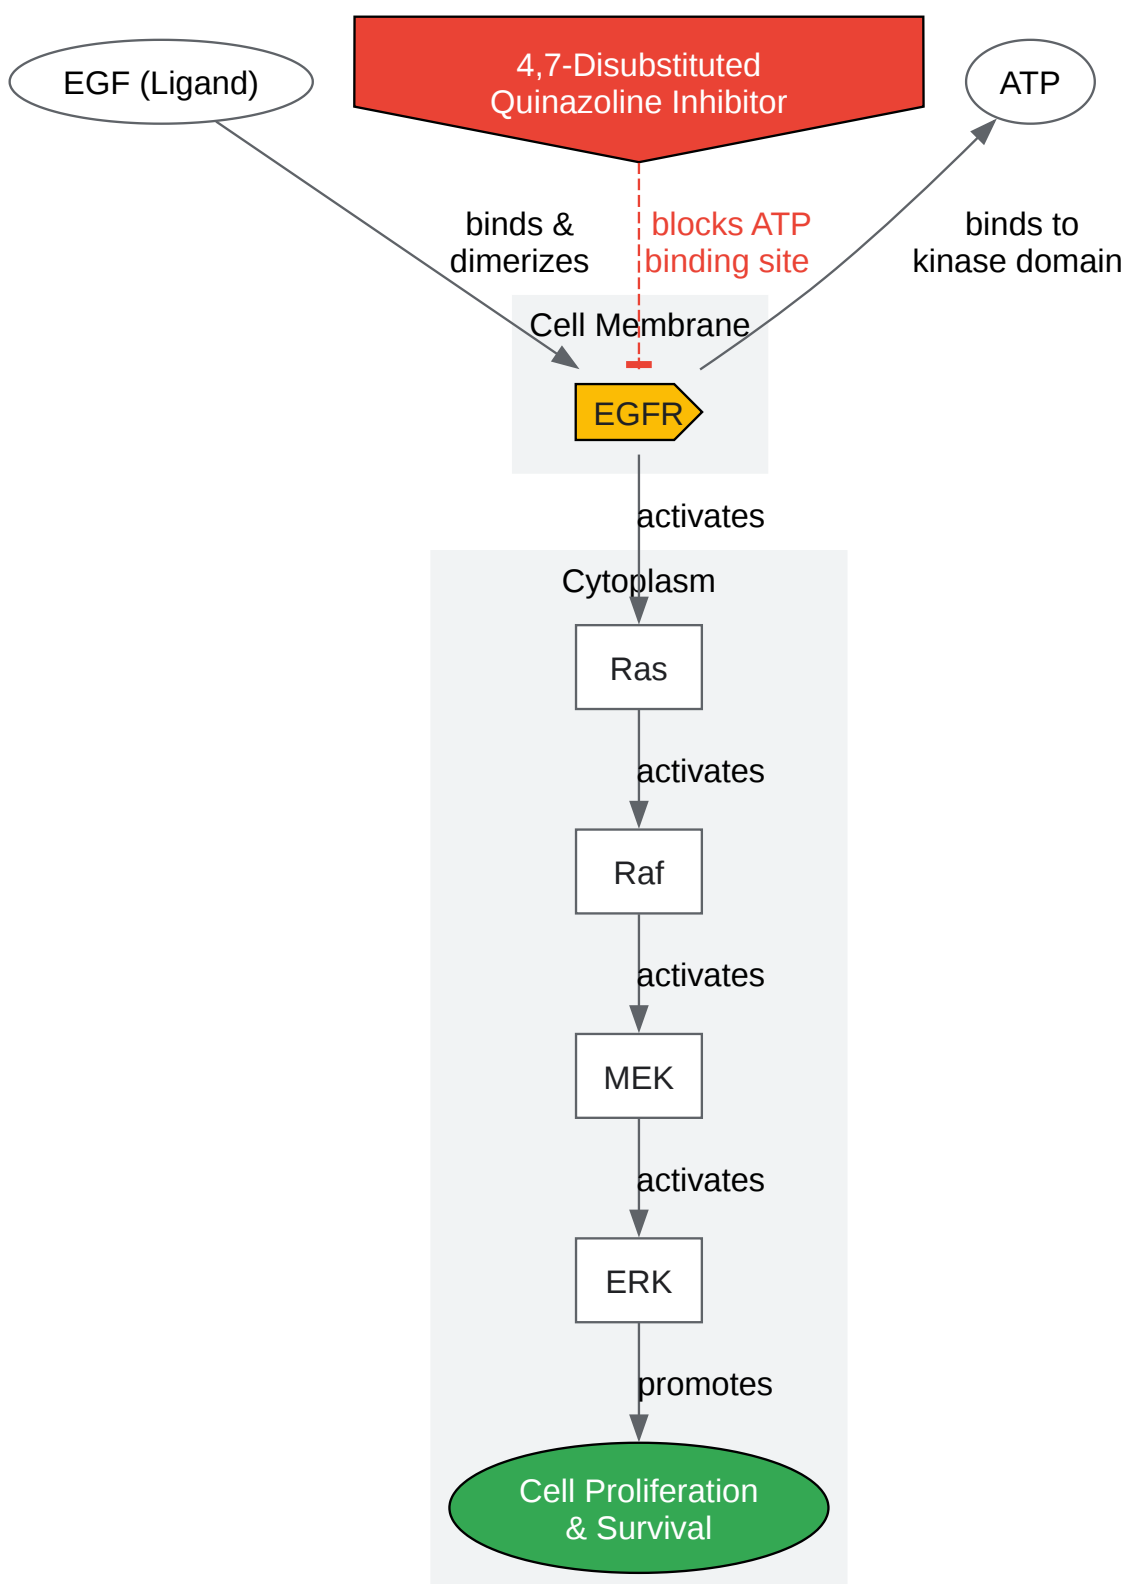 EGF (Ligand)
4,7-Disubstituted
Quinazoline Inhibitor
ATP
binds &
dimerizes
blocks ATP
binding site
binds to
kinase domain
Cell Membrane
EGFR
activates
Cytoplasm
Ras
activates
Raf
activates
MEK
activates
ERK
promotes
Cell Proliferation
& Survival